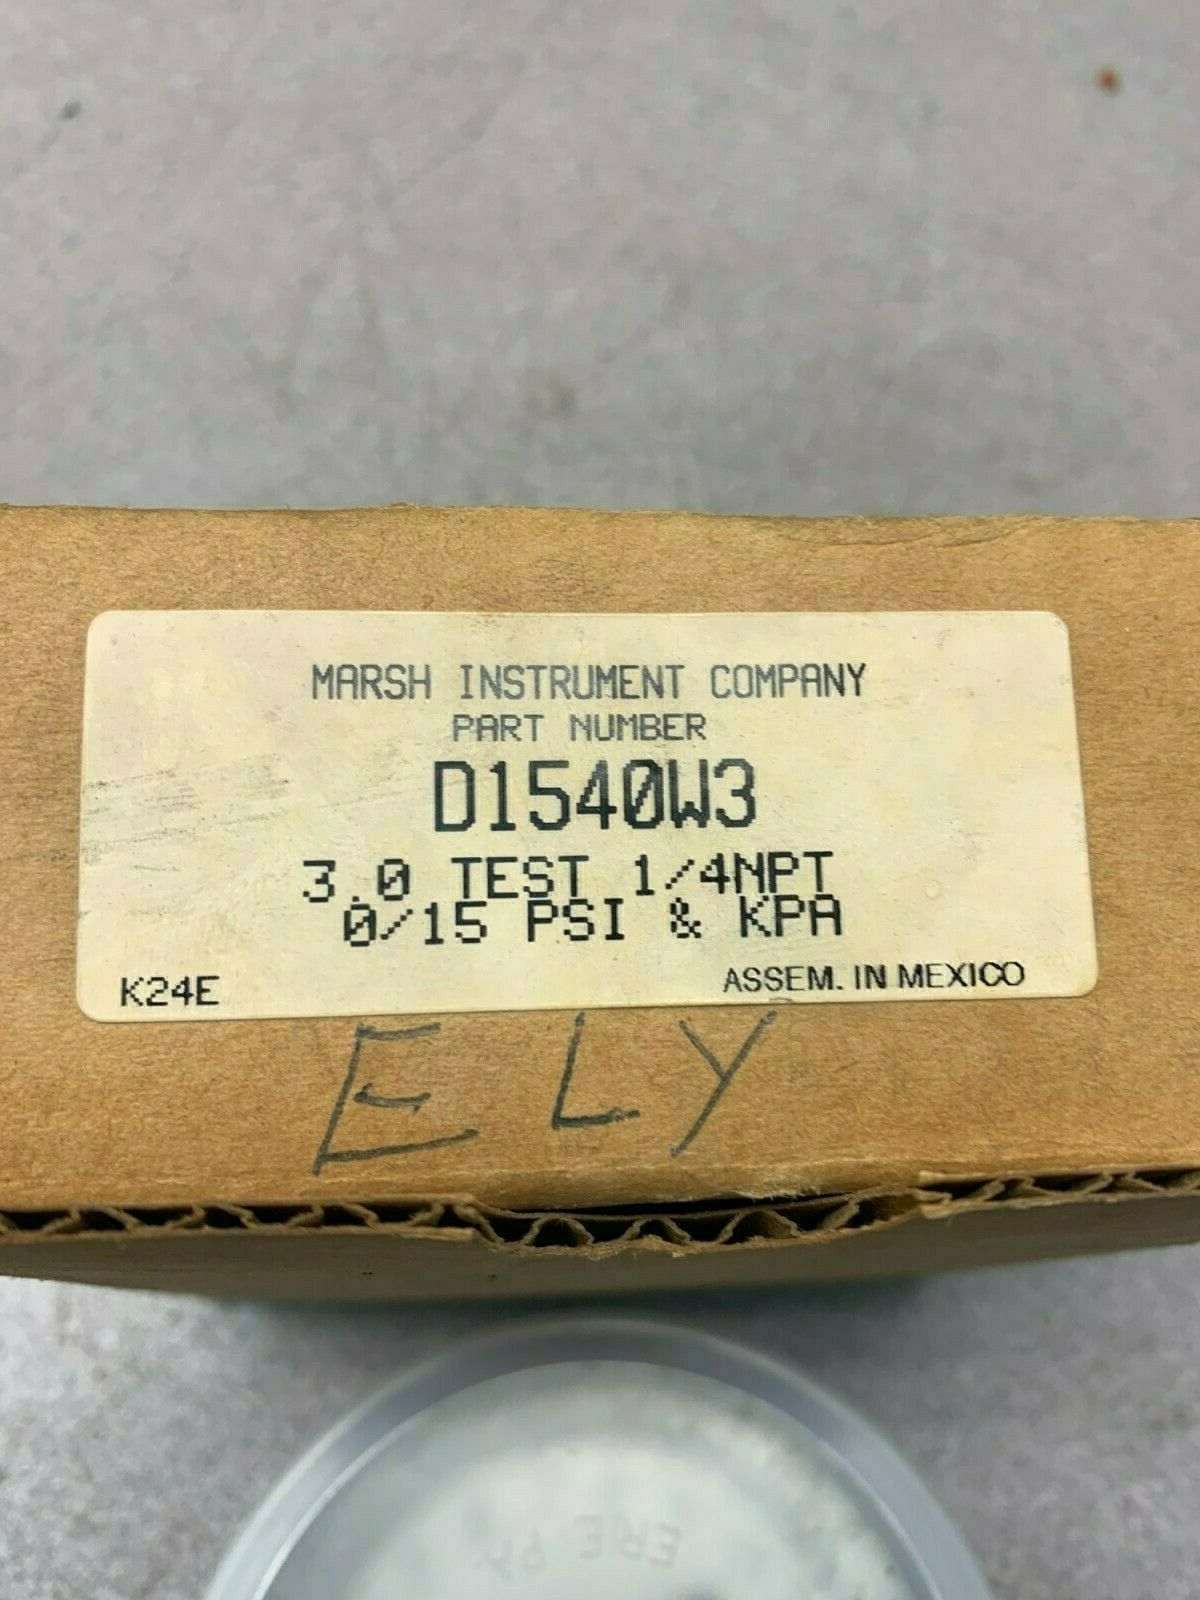 MARSH INSTRUMENT COMPANY
PART NUMBER
D1540W3
3.0 TEST 1/4NPT
0/15 PSI & KPA
K24E ASSEM. IN MEXICO
ELY